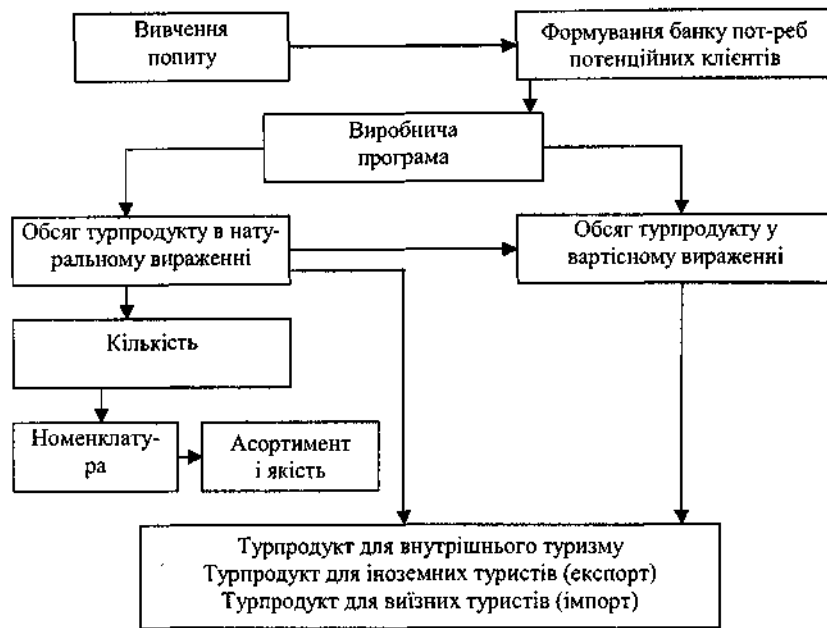 Вивчення
попиту
Формування банку пот-реб
потенційних клієнтів
Виробнича
програма
Обсяг турпродукту в нату-
ральному вираженні
Обсяг турпродукту у
вартісному вираженні
Кількість
Номенклату-
ра
Асортимент
і якість
Турпродукт для внутрішнього туризму
Турпродукт для іноземних туристів (експорт)
Турпродукт для виїзних туристів (імпорт)